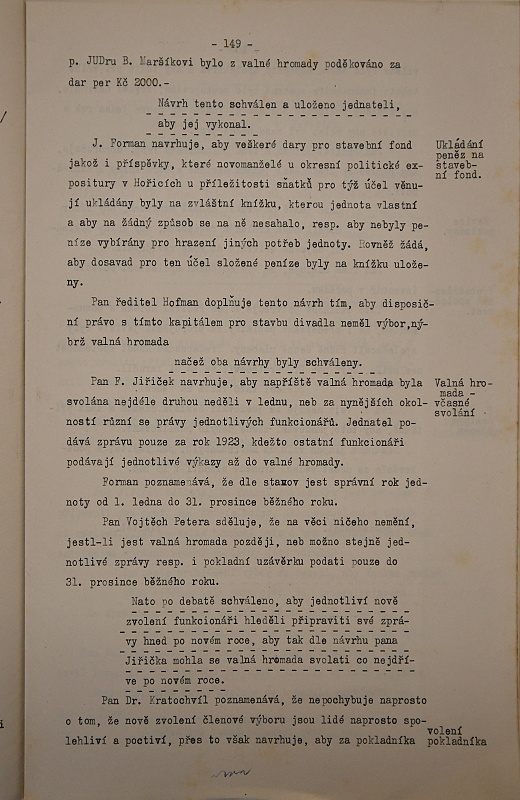 - 149 -
p. JUDru B. Maršíkovi bylo z valné hromady poděkováno za
dar per Kč 2000.-
Návrh tento schválen a uloženo jednateli,
aby jej vykonal.
J. Forman navrhuje, aby veškeré dary pro stavební fond
jakož i příspěvky, které novomanželé u okresní politické ex-
positury v Hořicích u příležitosti sňatků pro týž účel věnu-
jí ukládány byly na zvláštní knížku, kterou jednota vlastní
a aby na žádný způsob se na ně nesahalo, resp. aby nebyly pe-
níze vybírány pro hrazení jiných potřeb jednoty. Rovněž žádá,
aby dosavad pro ten účel složené peníze byly na knížku ulože-
ny.
Ukládání
peněz na
staveb-
ní fond.
Pan ředitel Hofman doplňuje tento návrh tím, aby disposič-
ní právo s tímto kapitálem pro stavbu divadla neměl výbor,ný-
brž valná hromada
načež oba návrhy byly schváleny.
Pan F. Jiříček navrhuje, aby napříště valná hromada byla
svolána nejdéle druhou neděli v lednu, neb za nynějších okol-
ností různí se právy jednotlivých funkcionářů. Jednatel po-
dává zprávu pouze za rok 1923, kdežto ostatní funkcionáři
podávají jednotlivé výkazy až do valné hromady.
Valná hro-
mada -
včasné
svolání
Forman poznamenává, že dle stanov jest správní rok jed-
noty od 1. ledna do 31. prosince běžného roku.
Pan Vojtěch Petera sděluje, že na věci ničeho nemění,
jestl-li jest valná hromada později, neb možno stejně jed-
notlivé zprávy resp. i pokladní uzávěrku podati pouze do
31. prosince běžného roku.
Nato po debatě schváleno, aby jednotliví nově
zvolení funkcionáři hleděli připraviti své zprá-
vy hned po novém roce, aby tak dle návrhu pana
Jiříčka mohla se valná hromada svolati co nejdří-
ve po novém roce.
Pan Dr. Kratochvíl poznamenává, že nepochybuje naprosto
o tom, že nově zvolení členové výboru jsou lidé naprosto spo-
lehliví a poctiví, přes to však navrhuje, aby za pokladníka
volení
pokladníka